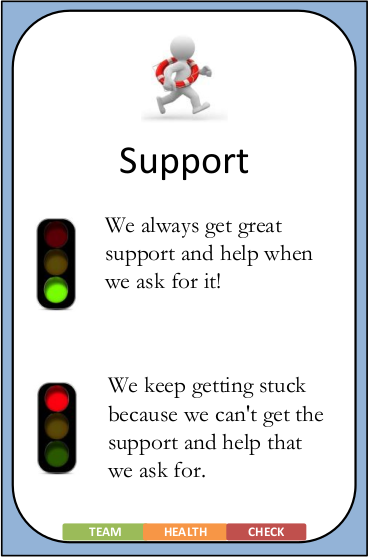 Support
We always get great
support and help when
we ask for it!
We keep getting stuck
because we can't get the
support and help that
we ask for.
TEAM HEALTH CHECK